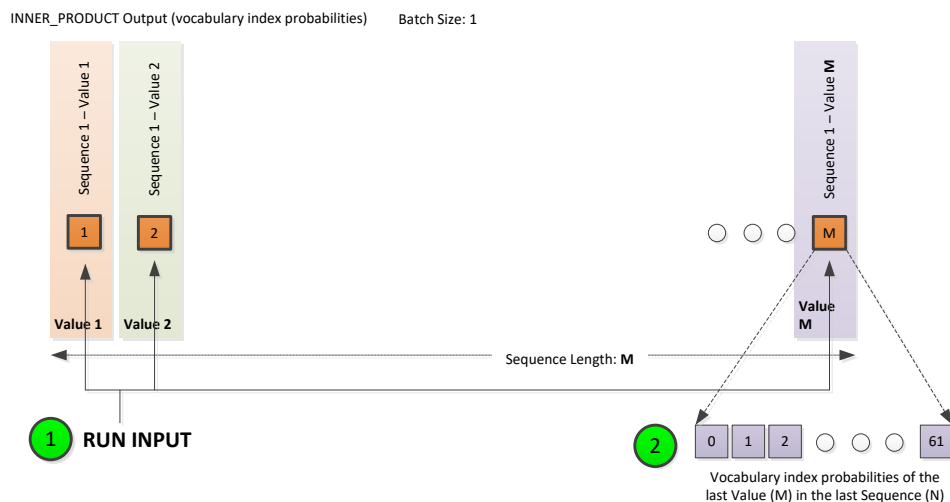 INNER_PRODUCT Output (vocabulary index probabilities) Batch Size: 1
Sequence 1 – Value 1
Sequence 1 – Value 2
Sequence 1 – Value M
1
2
M
Value 1
Value 2
Value
M
Sequence Length: M
1 RUN INPUT
2
0 1 2 61
Vocabulary index probabilities of the
last Value (M) in the last Sequence (N)